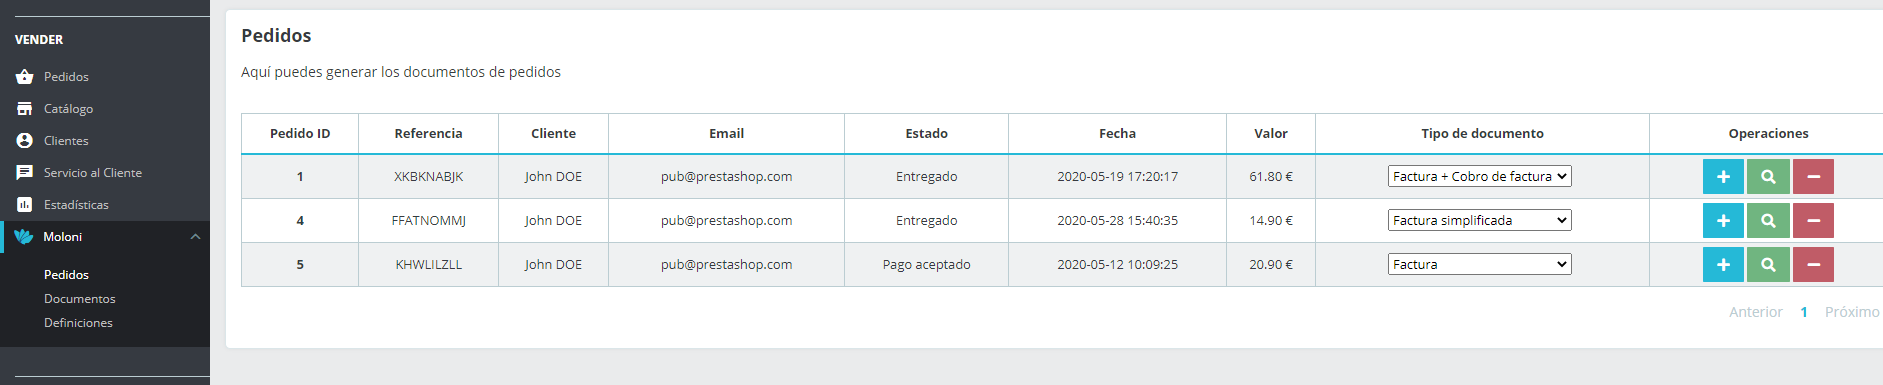 VENDER
Pedidos
Catálogo
Clientes
Servicio al Cliente
Estadísticas
Moloni
Pedidos
Documentos
Definiciones
Pedidos
Aquí puedes generar los documentos de pedidos
Pedido ID Referencia Cliente Email Estado Fecha Valor Tipo de documento Operaciones
1 XKBKNABJK John DOE pub@prestashop.com Entregado 2020-05-19 17:20:17 61.80 € Factura + Cobro de factura
4 FFATNOMMJ John DOE pub@prestashop.com Entregado 2020-05-28 15:40:35 14.90 € Factura simplificada
5 KHWLILZLL John DOE pub@prestashop.com Pago aceptado 2020-05-12 10:09:25 20.90 € Factura
Anterior 1 Próximo